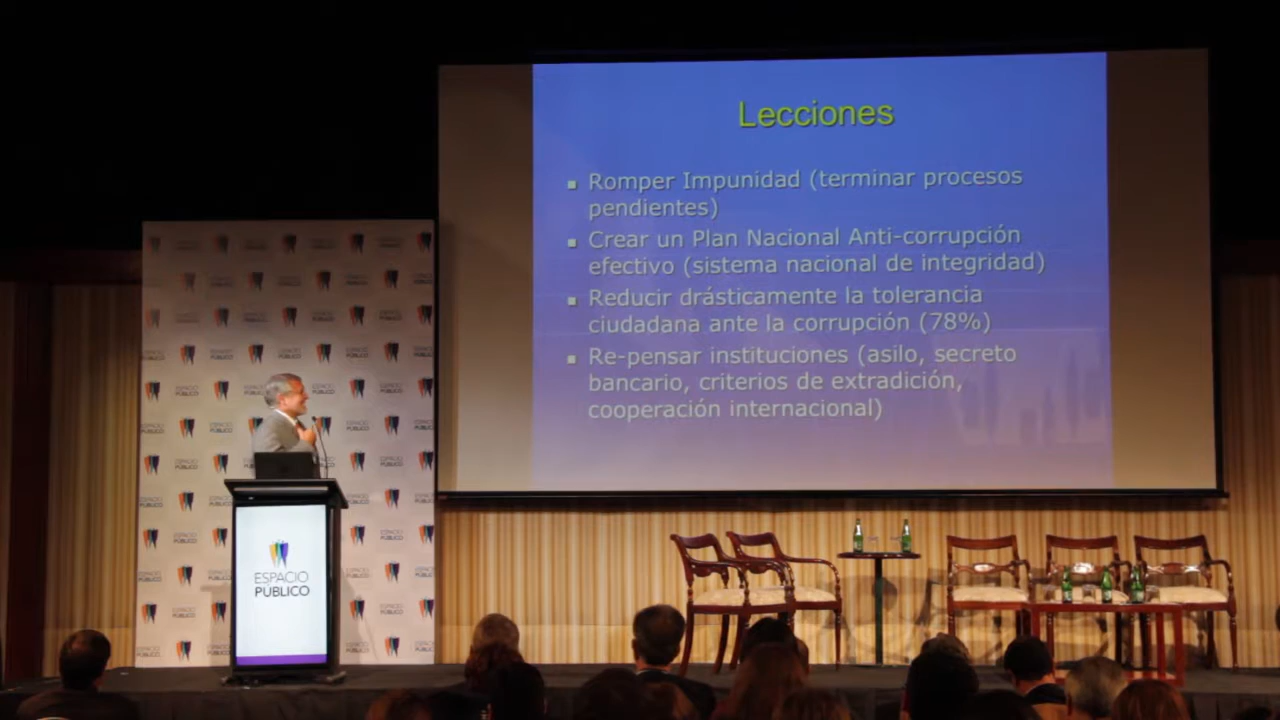 Lecciones
Romper Impunidad (terminar procesos
pendientes)
Crear un Plan Nacional Anti-corrupción
efectivo (sistema nacional de integridad)
Reducir drásticamente la tolerancia
ciudadana ante la corrupción (78%)
Re-pensar instituciones (asilo, secreto
bancario, criterios de extradición,
cooperación internacional)
ESPACIO
PÚBLICO